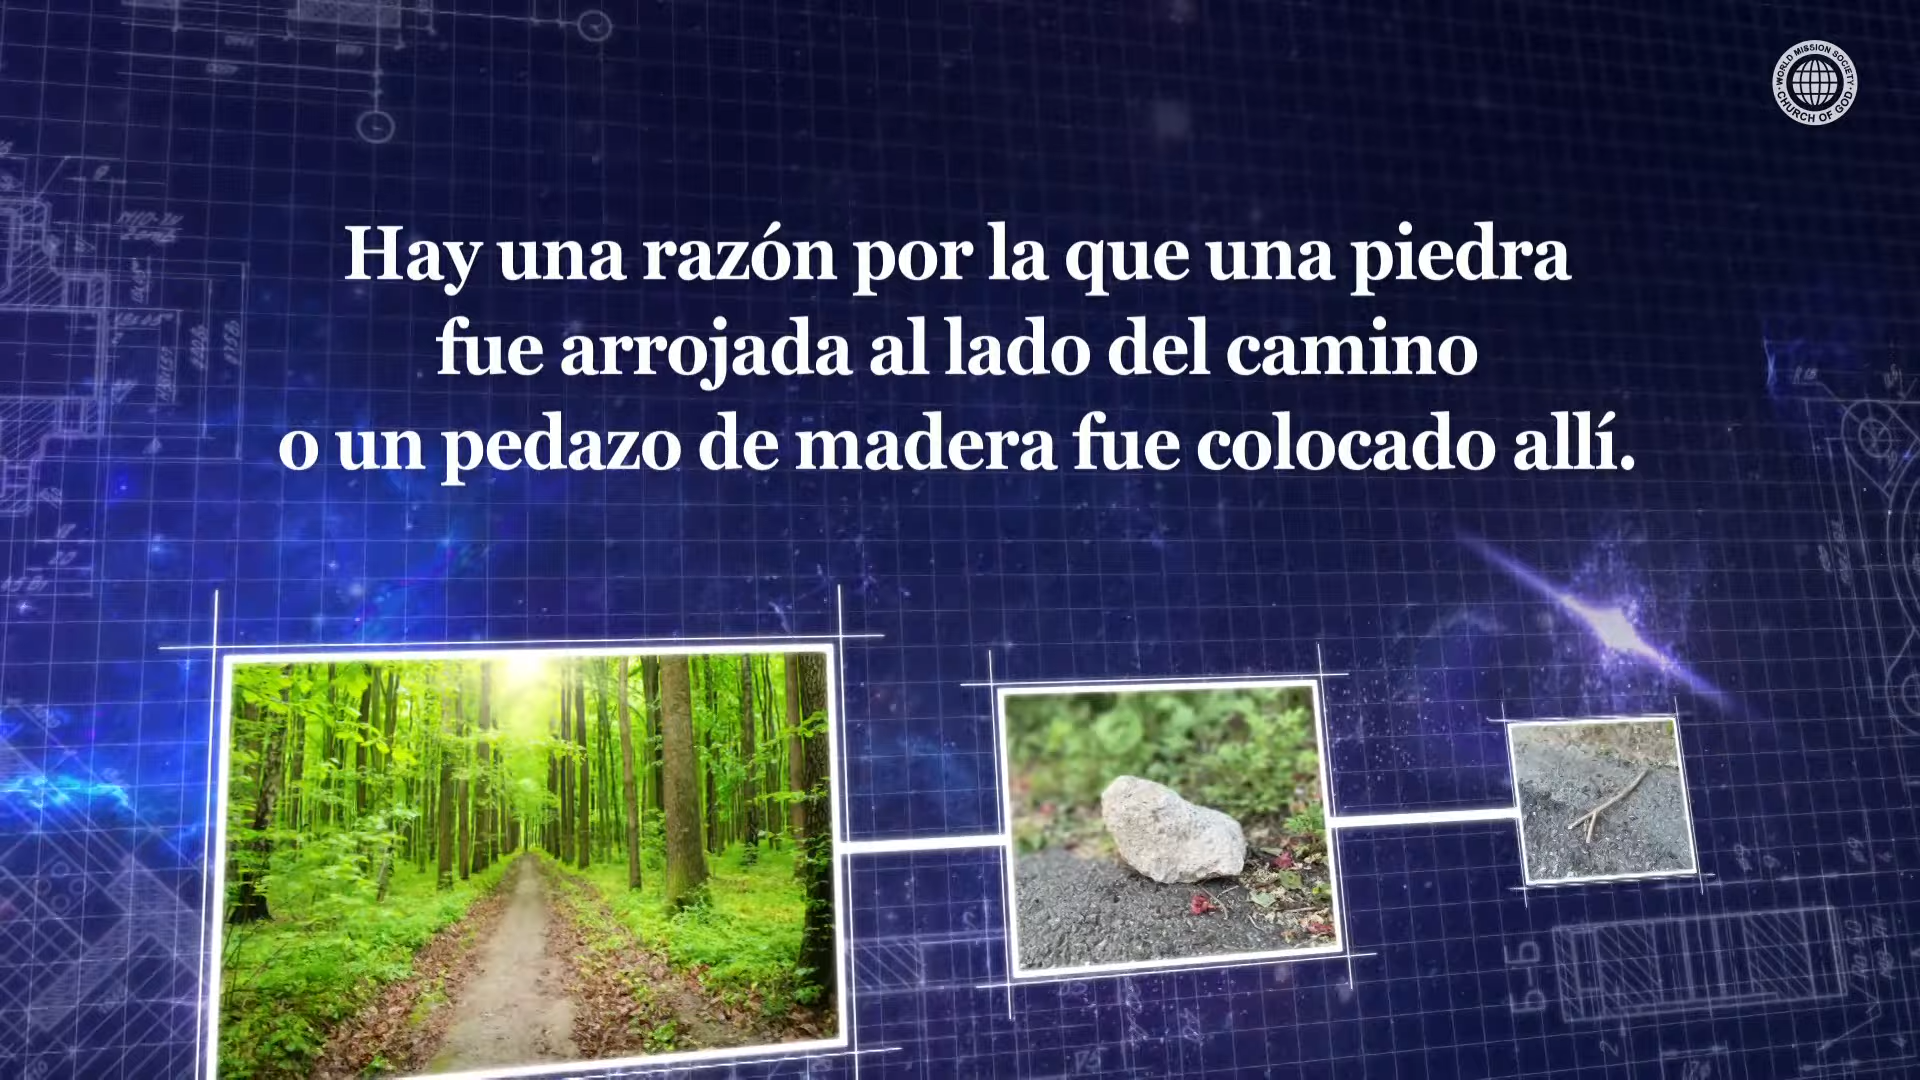 WORLD MISSION SOCIETY
CHURCH OF GOD
Hay una razón por la que una piedra
fue arrojada al lado del camino
o un pedazo de madera fue colocado allí.
Б-Б